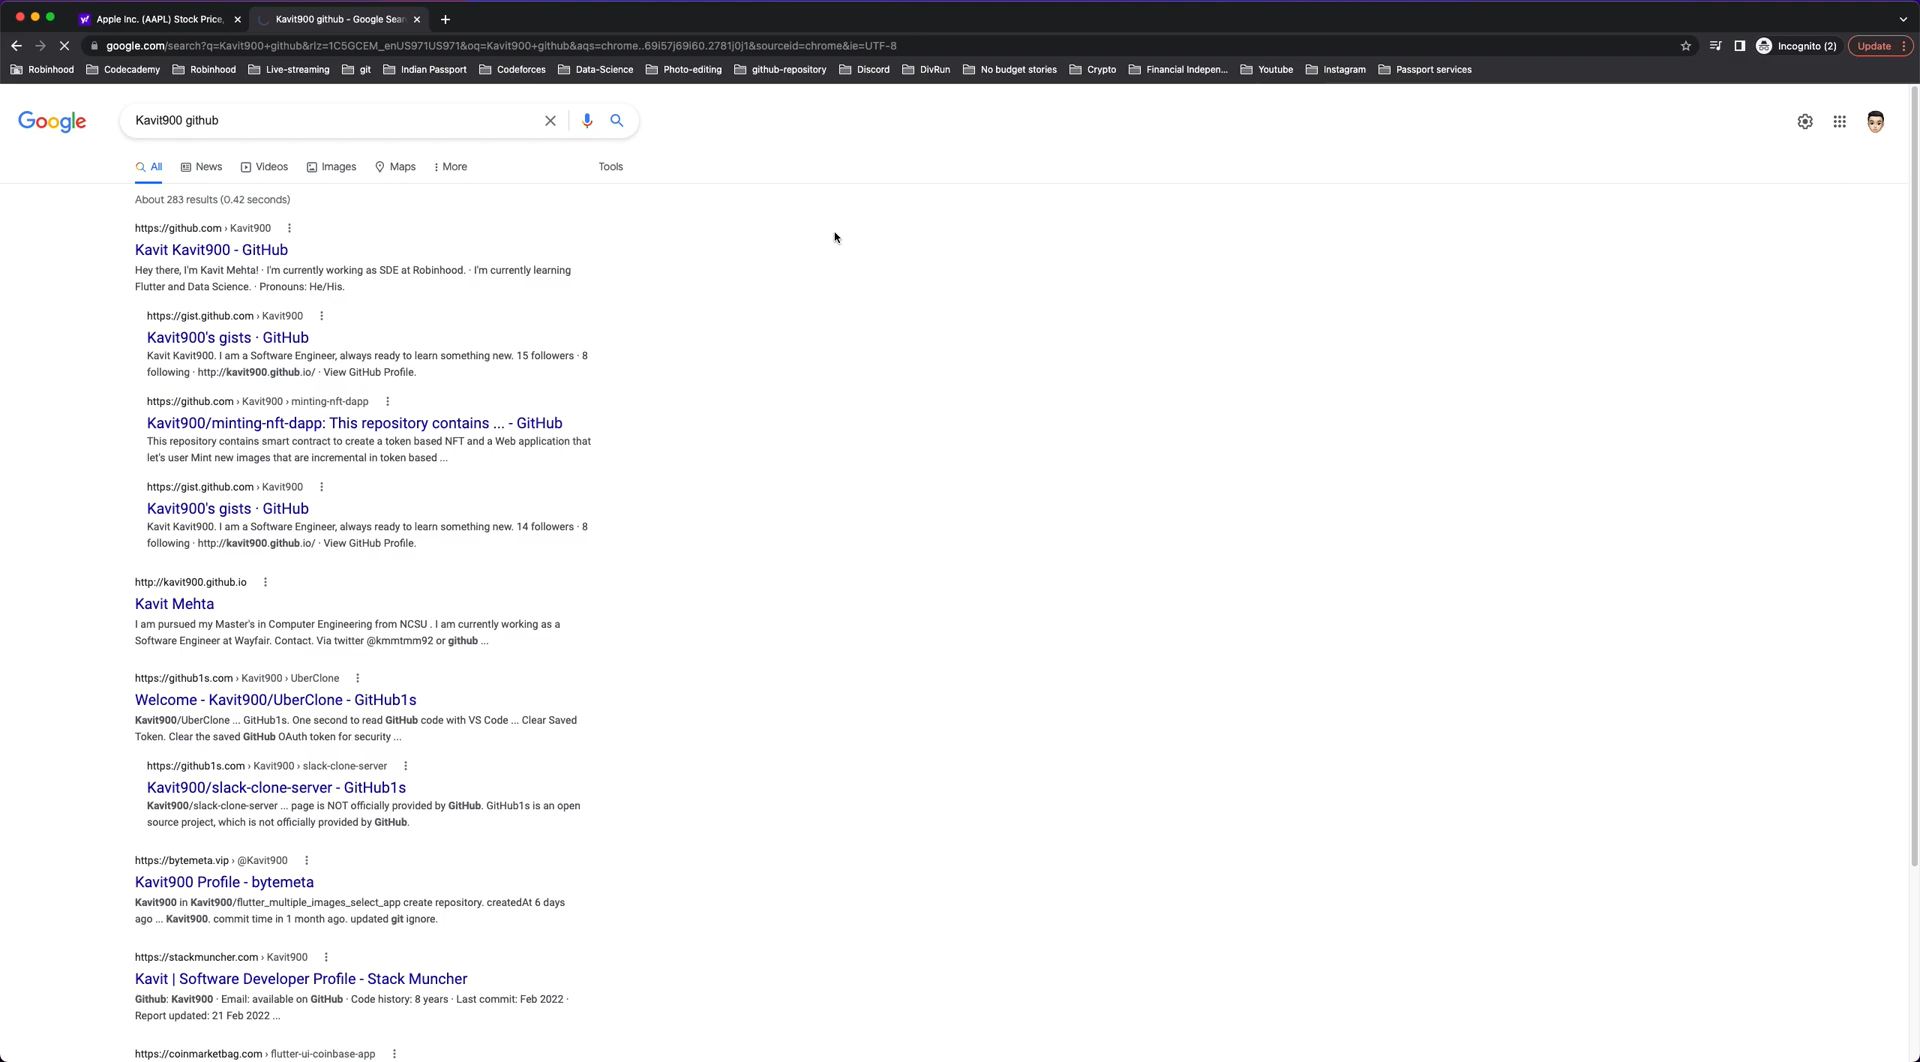 Apple Inc. (AAPL) Stock Price,
Kavit900 github - Google Sear
google.com/search?q=Kavit900+github&rlz=1C5GCEM_enUS971US971&oq=Kavit900+github&aqs=chrome..69i57j69i60.2781j0j1&sourceid=chrome&ie=UTF-8
Incognito (2)
Update
Robinhood Codecademy Robinhood Live-streaming git Indian Passport Codeforces Data-Science Photo-editing github-repository Discord DivRun No budget stories Crypto Financial Indepen... Youtube Instagram Passport services
Google
Kavit900 github
All News Videos Images Maps More Tools
About 283 results (0.42 seconds)
https://github.com › Kavit900
Kavit Kavit900 - GitHub
Hey there, I'm Kavit Mehta! · I'm currently working as SDE at Robinhood. · I'm currently learning
Flutter and Data Science. · Pronouns: He/His.
https://gist.github.com › Kavit900
Kavit900's gists · GitHub
Kavit Kavit900. I am a Software Engineer, always ready to learn something new. 15 followers · 8
following · http://kavit900.github.io/ · View GitHub Profile.
https://github.com › Kavit900 › minting-nft-dapp
Kavit900/minting-nft-dapp: This repository contains ... - GitHub
This repository contains smart contract to create a token based NFT and a Web application that
let's user Mint new images that are incremental in token based ...
https://gist.github.com › Kavit900
Kavit900's gists · GitHub
Kavit Kavit900. I am a Software Engineer, always ready to learn something new. 14 followers · 8
following · http://kavit900.github.io/ · View GitHub Profile.
http://kavit900.github.io
Kavit Mehta
I am pursued my Master's in Computer Engineering from NCSU . I am currently working as a
Software Engineer at Wayfair. Contact. Via twitter @kmmtmm92 or github ...
https://github1s.com › Kavit900 › UberClone
Welcome - Kavit900/UberClone - GitHub1s
Kavit900/UberClone ... GitHub1s. One second to read GitHub code with VS Code ... Clear Saved
Token. Clear the saved GitHub OAuth token for security ...
https://github1s.com › Kavit900 › slack-clone-server
Kavit900/slack-clone-server - GitHub1s
Kavit900/slack-clone-server ... page is NOT officially provided by GitHub. GitHub1s is an open
source project, which is not officially provided by GitHub.
https://bytemeta.vip › @Kavit900
Kavit900 Profile - bytemeta
Kavit900 in Kavit900/flutter_multiple_images_select_app create repository. createdAt 6 days
ago ... Kavit900. commit time in 1 month ago. updated git ignore.
https://stackmuncher.com › Kavit900
Kavit | Software Developer Profile - Stack Muncher
Github: Kavit900 · Email: available on GitHub · Code history: 8 years · Last commit: Feb 2022 ·
Report updated: 21 Feb 2022 ...
https://coinmarketbag.com › flutter-ui-coinbase-app